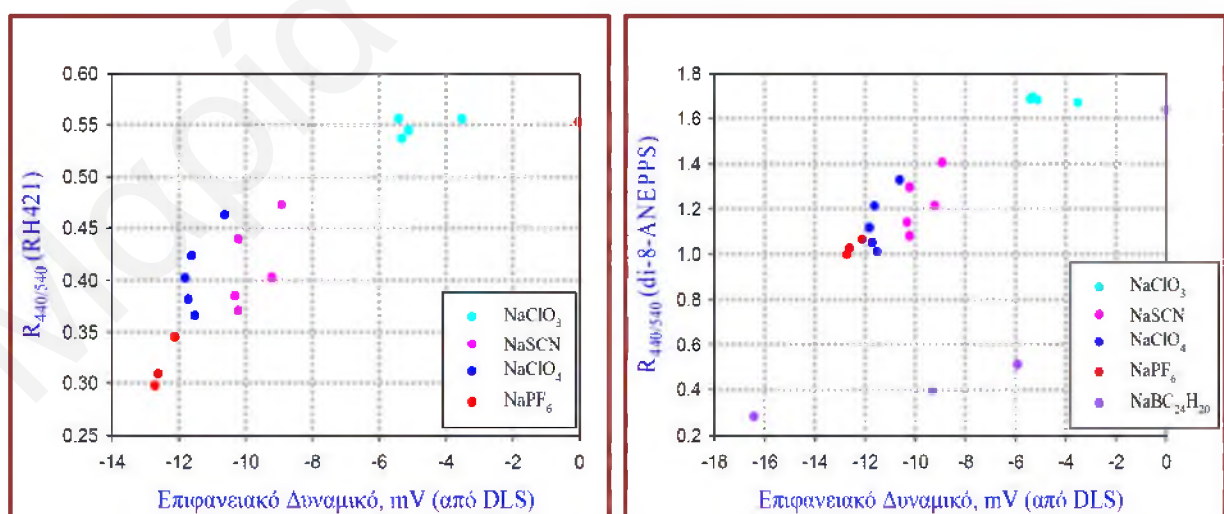 Μαρία
R440/540 (RH421)
0.60
0.55
0.50
0.45
0.40
0.35
0.30
0.25
-14 -12 -10 -8 -6 -4 -2 0
Επιφανειακό Δυναμικό, mV (από DLS)
NaClO3
NaSCN
NaClO4
NaPF6
R440/540 (di-8-ANEPPS)
1.8
1.6
1.4
1.2
1.0
0.8
0.6
0.4
0.2
-18 -16 -14 -12 -10 -8 -6 -4 -2 0
Επιφανειακό Δυναμικό, mV (από DLS)
NaClO3
NaSCN
NaClO4
NaPF6
NaBC24H20